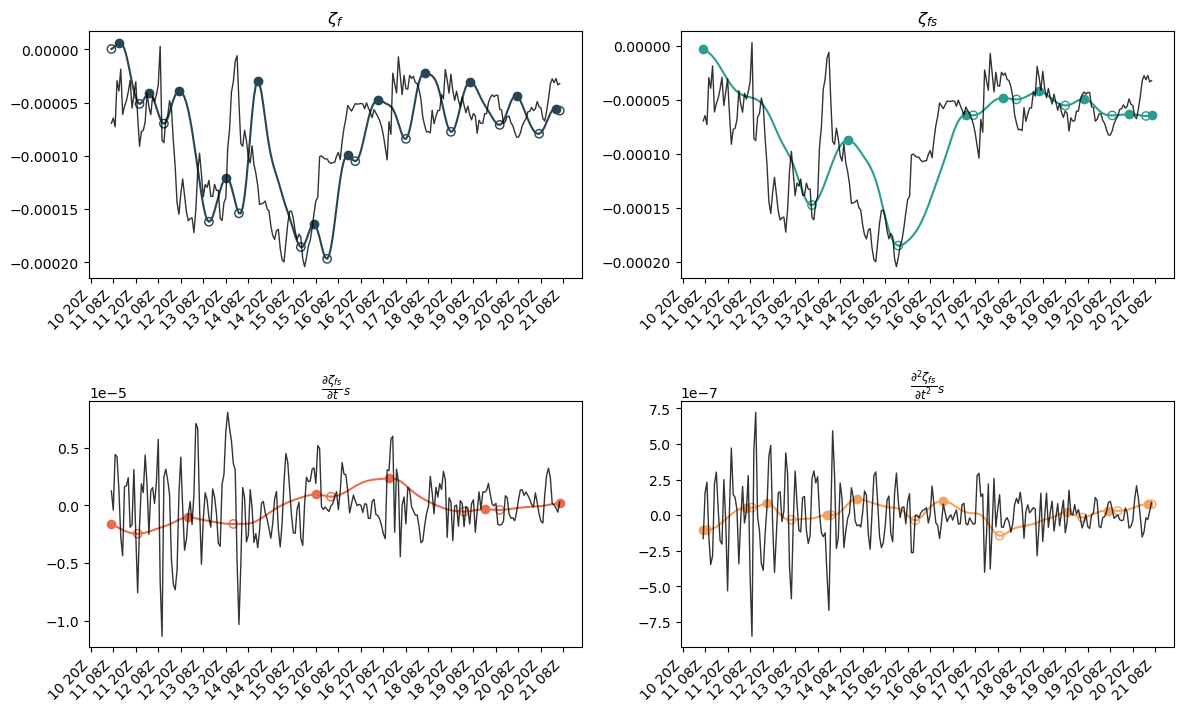 ζf
ζfs
0.00000
−0.00005
−0.00010
−0.00015
−0.00020
0.00000
−0.00005
−0.00010
−0.00015
−0.00020
10 20Z 11 08Z 11 20Z 12 08Z 12 20Z 13 08Z 13 20Z 14 08Z 14 20Z 15 08Z 15 20Z 16 08Z 16 20Z 17 08Z 17 20Z 18 08Z 18 20Z 19 08Z 19 20Z 20 08Z 20 20Z 21 08Z
10 20Z 11 08Z 11 20Z 12 08Z 12 20Z 13 08Z 13 20Z 14 08Z 14 20Z 15 08Z 15 20Z 16 08Z 16 20Z 17 08Z 17 20Z 18 08Z 18 20Z 19 08Z 19 20Z 20 08Z 20 20Z 21 08Z
1e−5
∂ζfs/∂t s
1e−7
∂²ζfs/∂t² s
0.5
0.0
−0.5
−1.0
7.5
5.0
2.5
0.0
−2.5
−5.0
−7.5
10 20Z 11 08Z 11 20Z 12 08Z 12 20Z 13 08Z 13 20Z 14 08Z 14 20Z 15 08Z 15 20Z 16 08Z 16 20Z 17 08Z 17 20Z 18 08Z 18 20Z 19 08Z 19 20Z 20 08Z 20 20Z 21 08Z
10 20Z 11 08Z 11 20Z 12 08Z 12 20Z 13 08Z 13 20Z 14 08Z 14 20Z 15 08Z 15 20Z 16 08Z 16 20Z 17 08Z 17 20Z 18 08Z 18 20Z 19 08Z 19 20Z 20 08Z 20 20Z 21 08Z